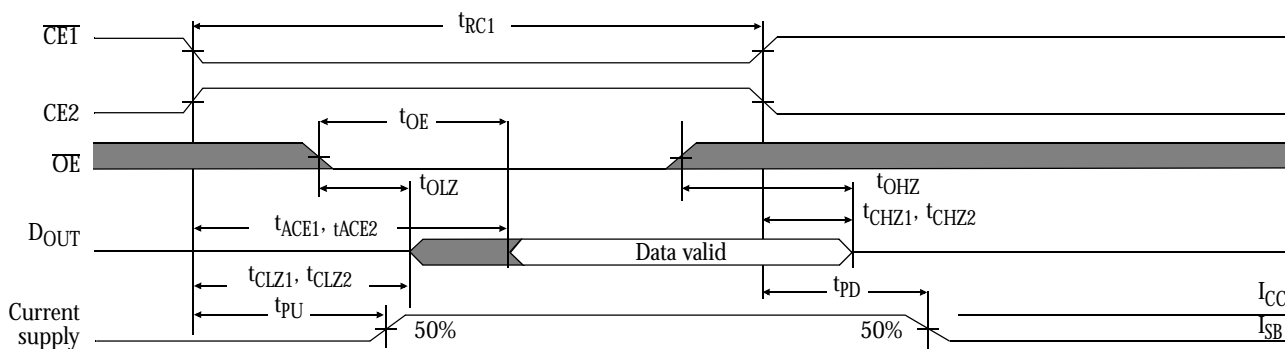 tRC1
CE1
CE2
tOE
OE
tOLZ
tOHZ
tACE1, tACE2
tCHZ1, tCHZ2
DOUT
Data valid
tCLZ1, tCLZ2
tPD
tPU
ICC
Current
supply
50%
50%
ISB